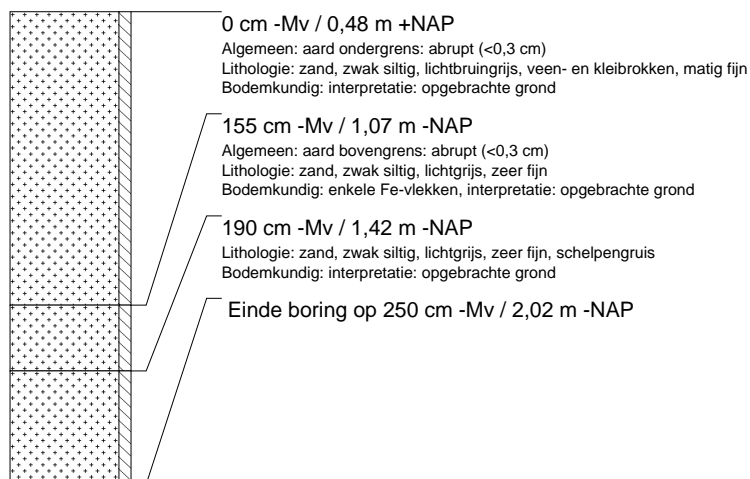 0 cm -Mv / 0,48 m +NAP
Algemeen: aard ondergrens: abrupt (<0,3 cm)
Lithologie: zand, zwak siltig, lichtbruingrijs, veen- en kleibrokken, matig fijn
Bodemkundig: interpretatie: opgebrachte grond
155 cm -Mv / 1,07 m -NAP
Algemeen: aard bovengrens: abrupt (<0,3 cm)
Lithologie: zand, zwak siltig, lichtgrijs, zeer fijn
Bodemkundig: enkele Fe-vlekken, interpretatie: opgebrachte grond
190 cm -Mv / 1,42 m -NAP
Lithologie: zand, zwak siltig, lichtgrijs, zeer fijn, schelpengruis
Bodemkundig: interpretatie: opgebrachte grond
Einde boring op 250 cm -Mv / 2,02 m -NAP